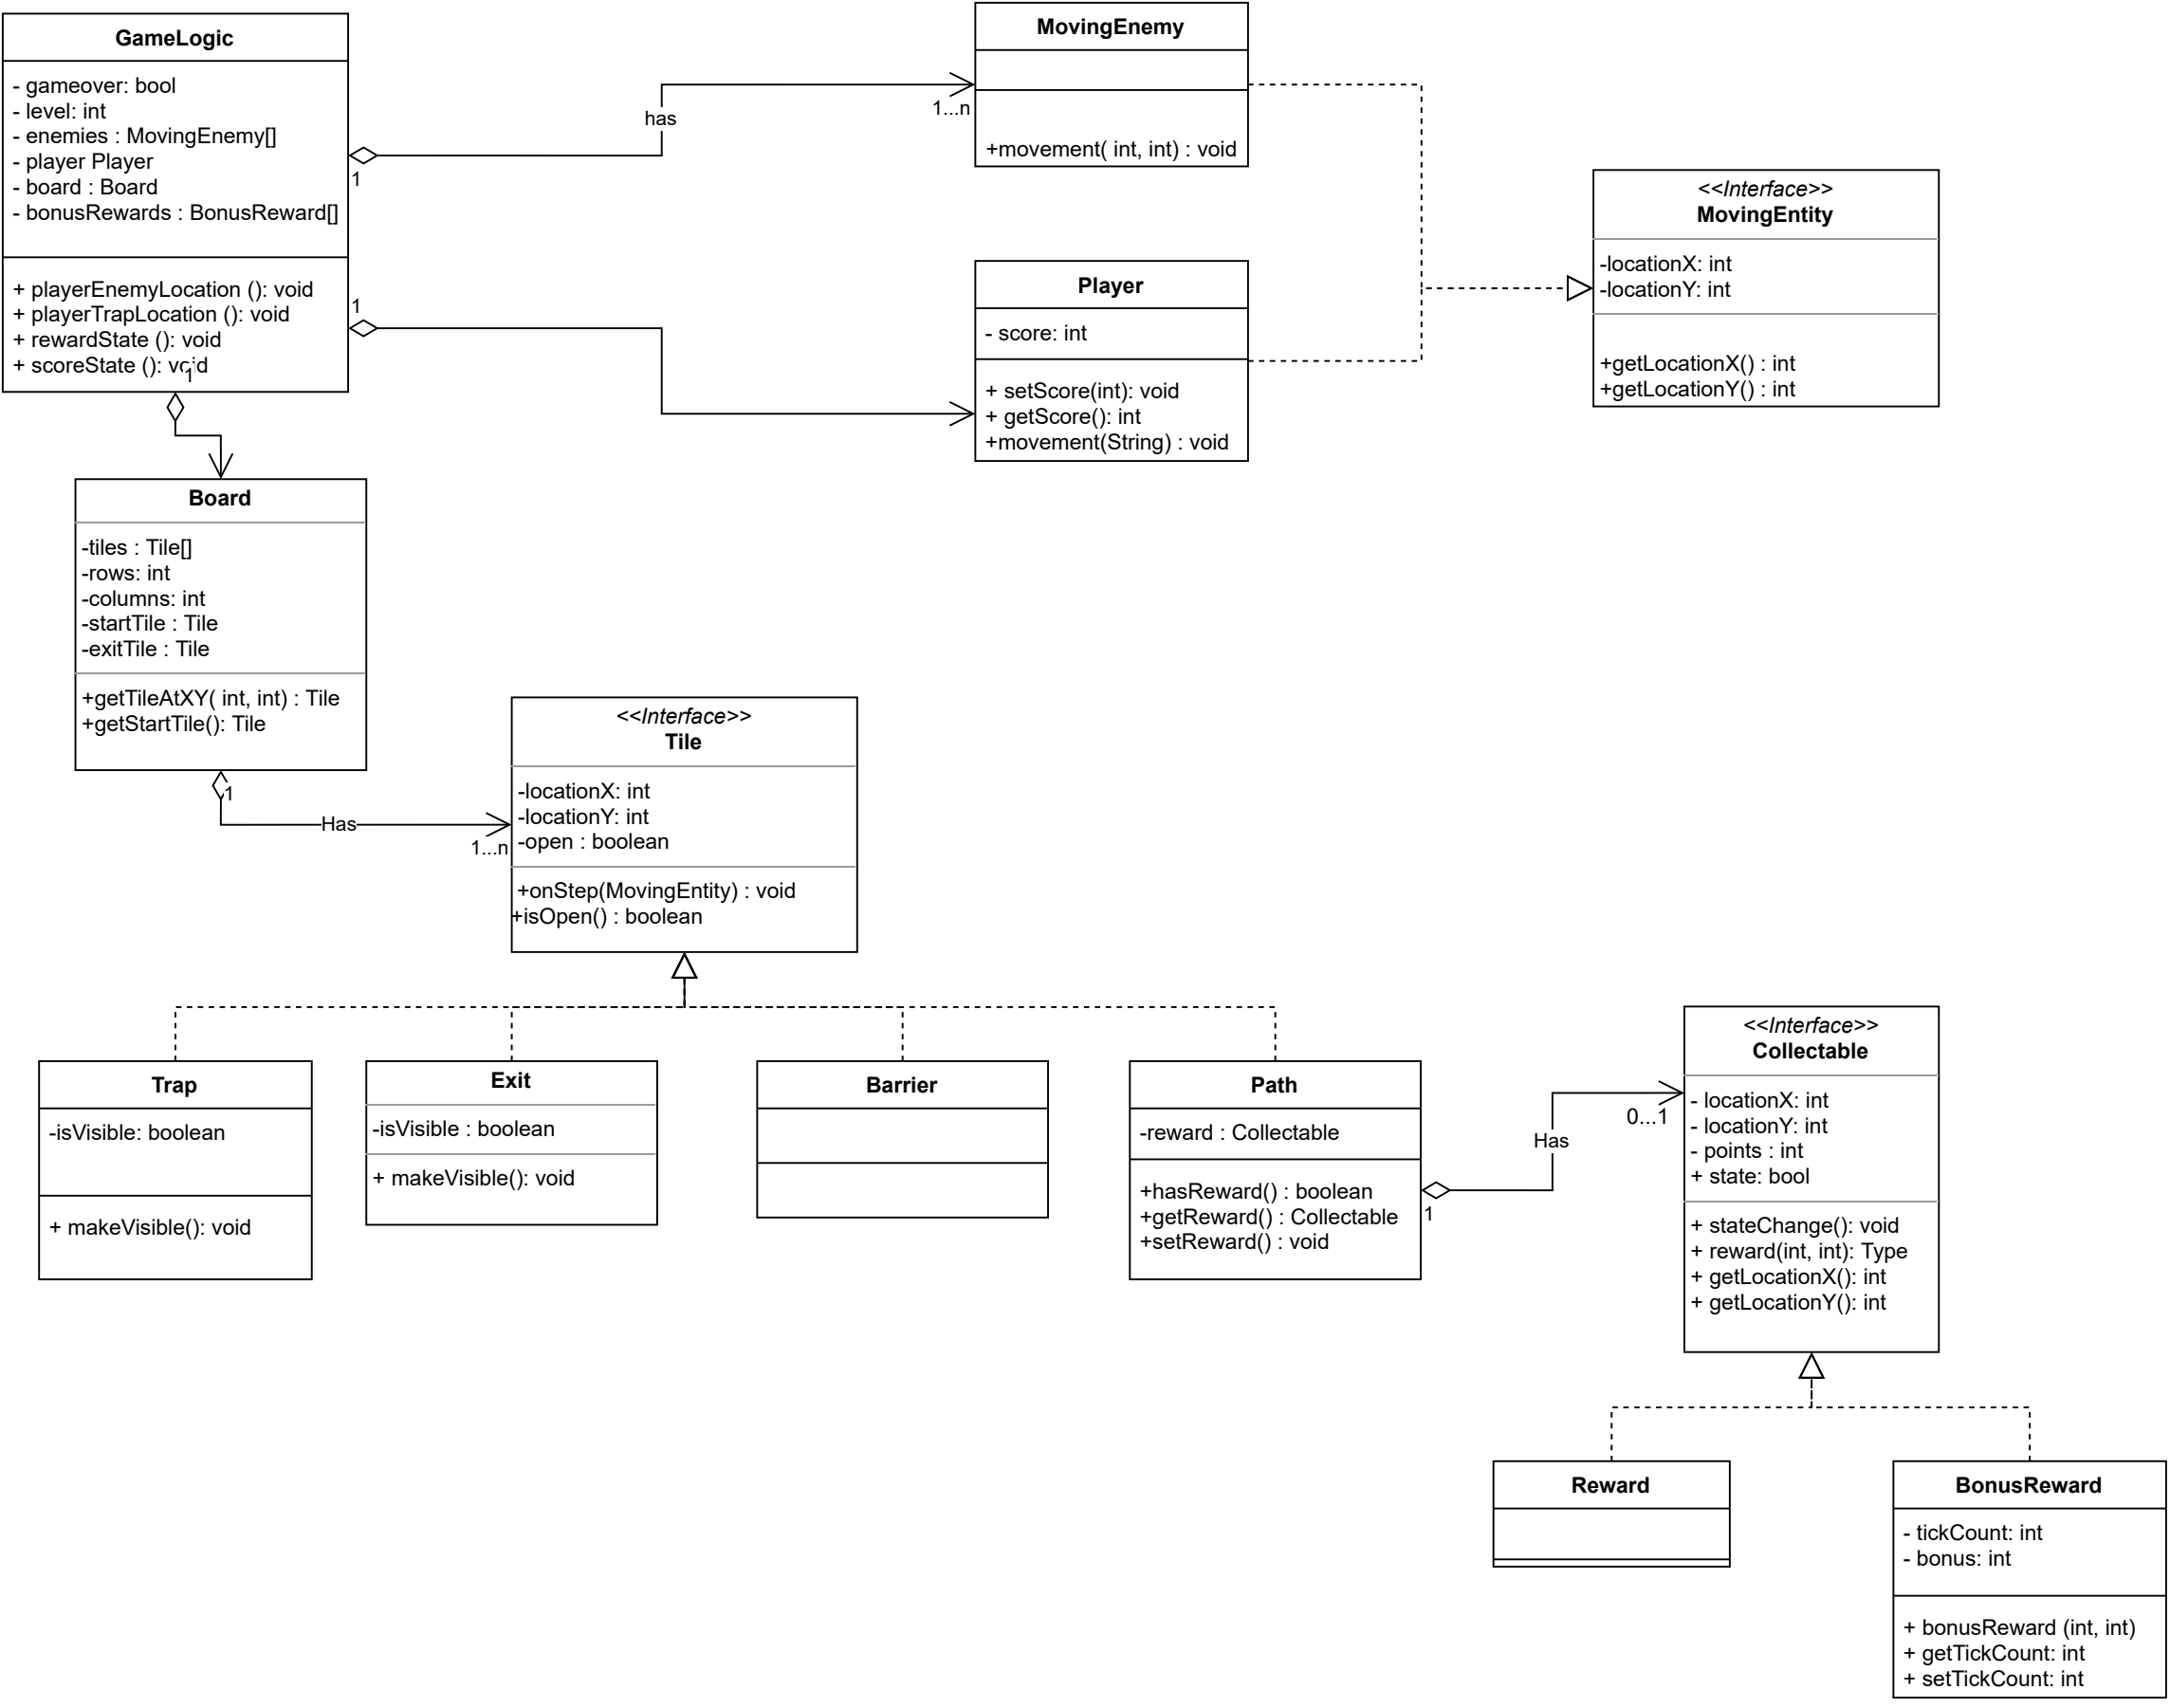 GameLogic
- gameover: bool
- level: int
- enemies : MovingEnemy[]
- player Player
- board : Board
- bonusRewards : BonusReward[]
+ playerEnemyLocation (): void
+ playerTrapLocation (): void
+ rewardState (): void
+ scoreState (): void
1
1
1
has
1...n
MovingEnemy
+movement( int, int) : void
Player
- score: int
+ setScore(int): void
+ getScore(): int
+movement(String) : void
<<Interface>>
MovingEntity
-locationX: int
-locationY: int
+getLocationX() : int
+getLocationY() : int
Board
-tiles : Tile[]
-rows: int
-columns: int
-startTile : Tile
-exitTile : Tile
+getTileAtXY( int, int) : Tile
+getStartTile(): Tile
1
Has
1...n
<<Interface>>
Tile
-locationX: int
-locationY: int
-open : boolean
+onStep(MovingEntity) : void
+isOpen() : boolean
Trap
-isVisible: boolean
+ makeVisible(): void
Exit
-isVisible : boolean
+ makeVisible(): void
Barrier
Path
-reward : Collectable
+hasReward() : boolean
+getReward() : Collectable
+setReward() : void
1
Has
0...1
<<Interface>>
Collectable
- locationX: int
- locationY: int
- points : int
+ state: bool
+ stateChange(): void
+ reward(int, int): Type
+ getLocationX(): int
+ getLocationY(): int
Reward
BonusReward
- tickCount: int
- bonus: int
+ bonusReward (int, int)
+ getTickCount: int
+ setTickCount: int